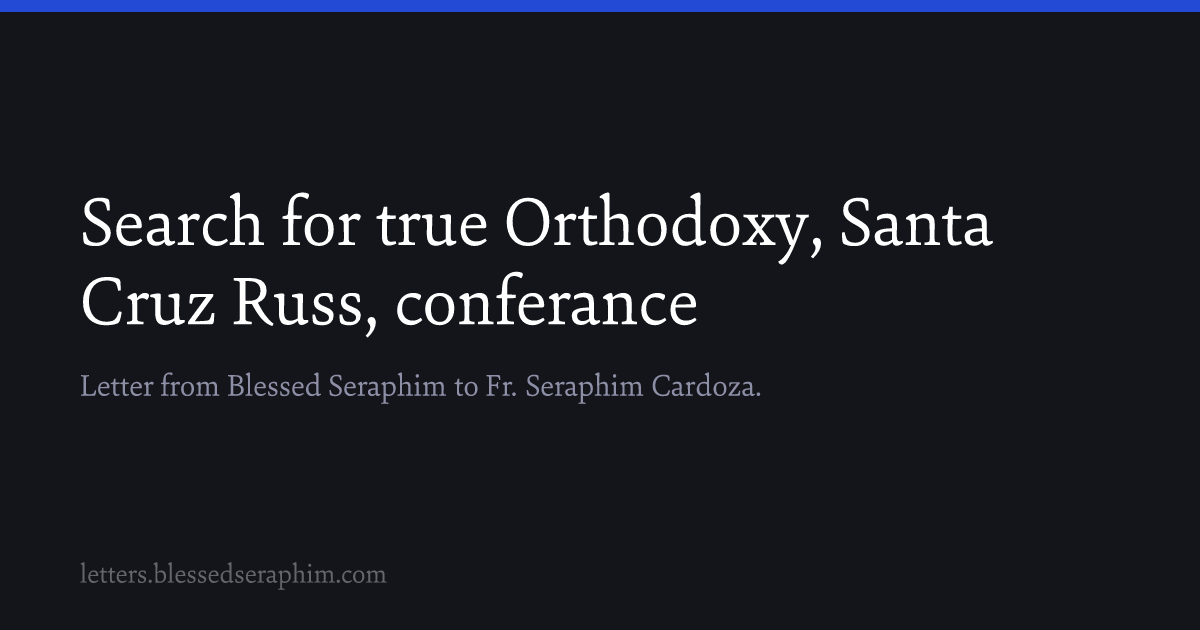 Search for true Orthodoxy, Santa
Cruz Russ, conferance
Letter from Blessed Seraphim to Fr. Seraphim Cardoza.
letters.blessedseraphim.com